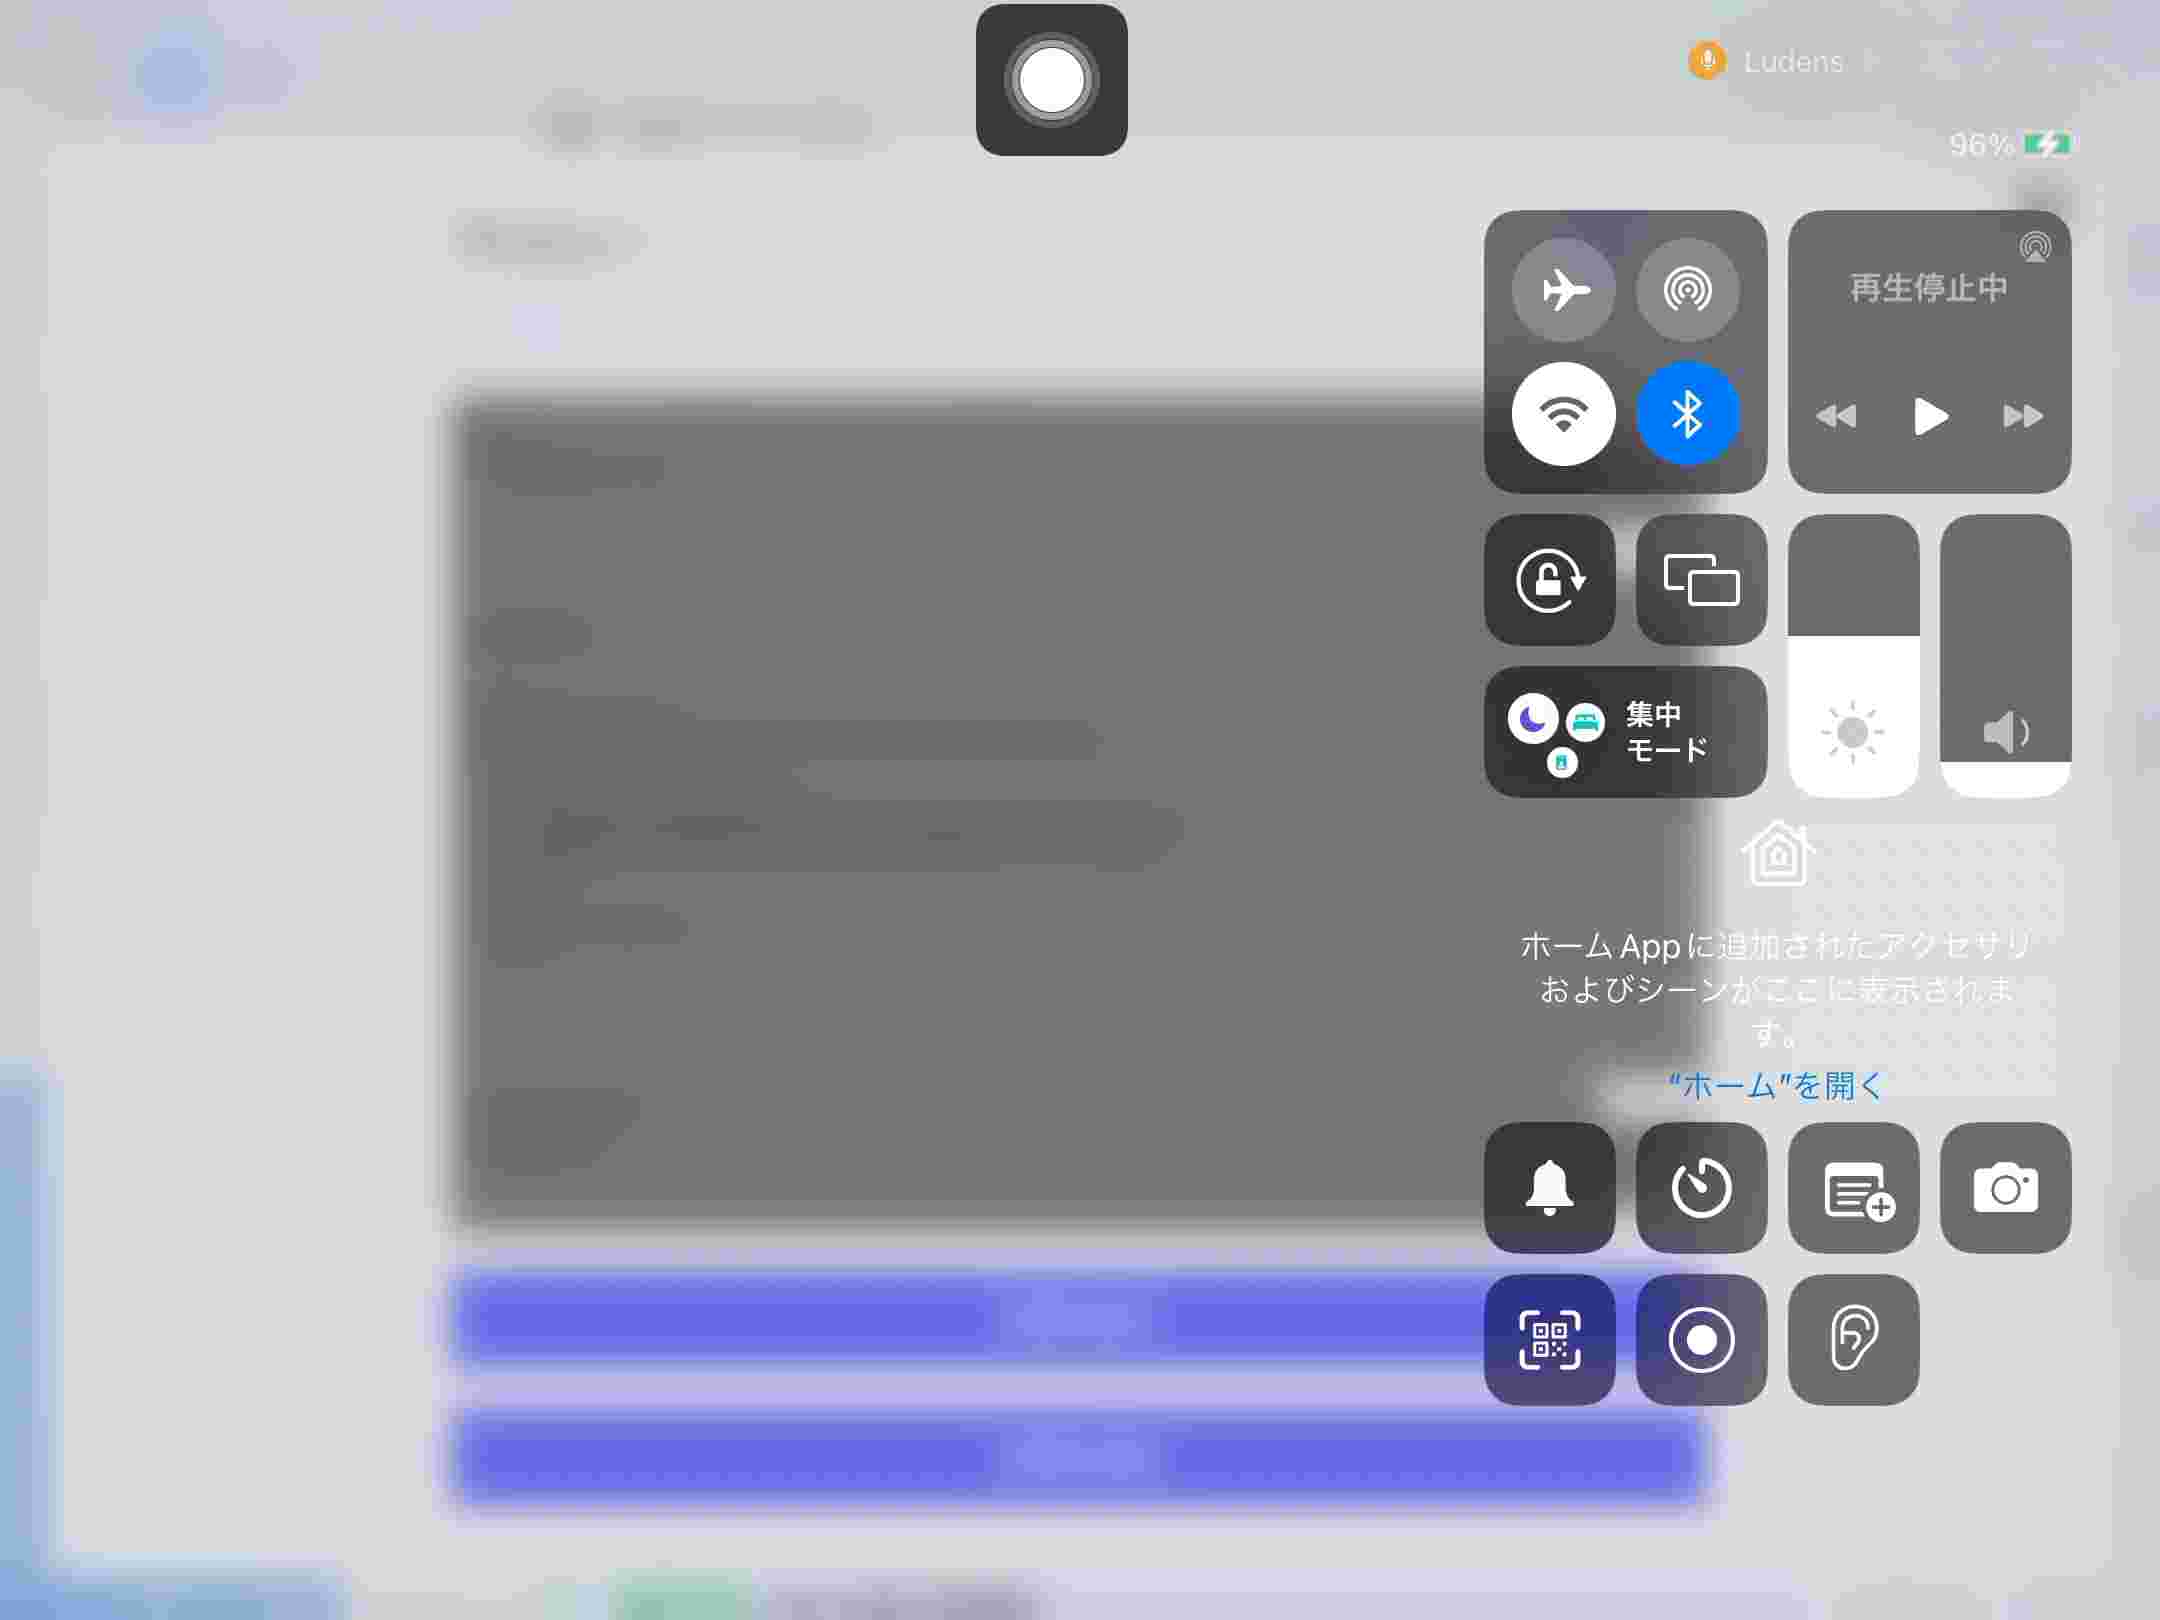 Ludens
96%
再生停止中
集中
モード
ホームAppに追加されたアクセサリ
およびシーンがここに表示されま
す。
“ホーム”を開く